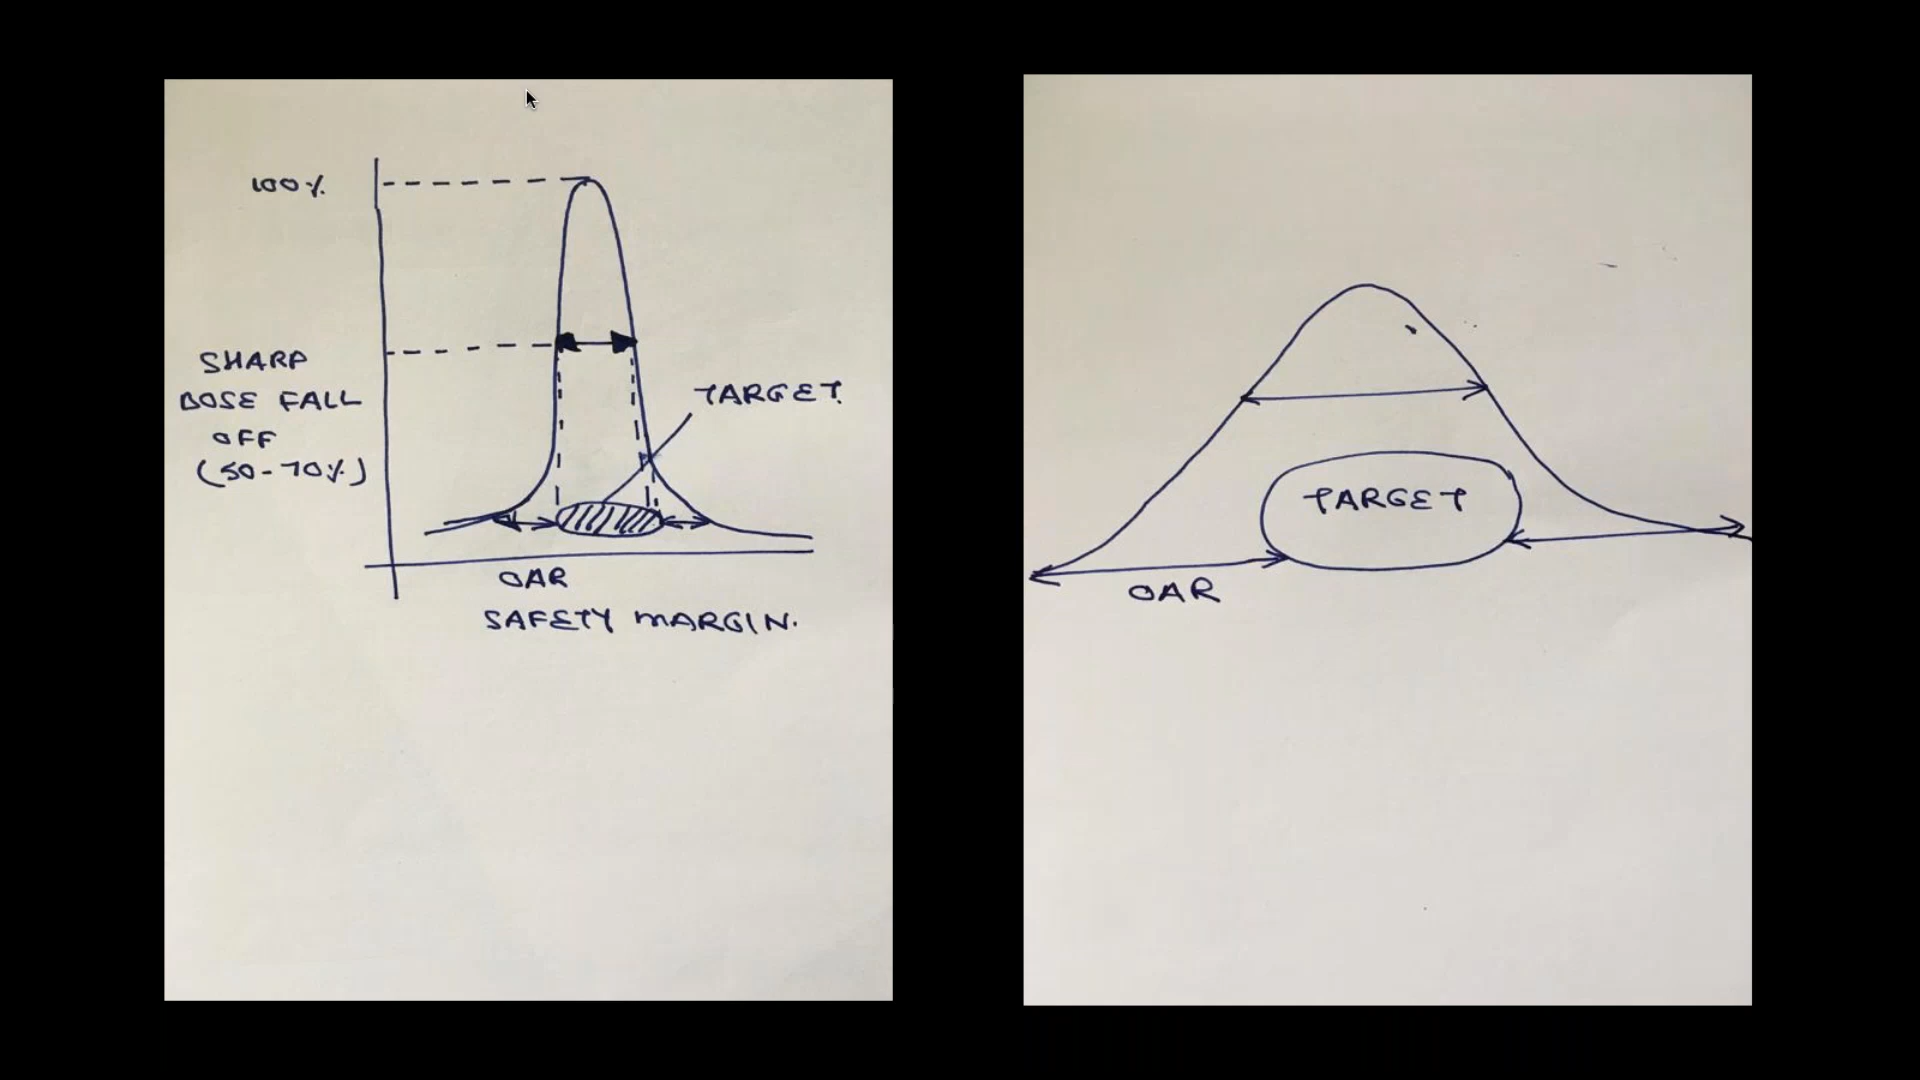 100%
SHARP
DOSE FALL
OFF
(50-70%)
TARGET
OAR
SAFETY MARGIN.
TARGET
OAR